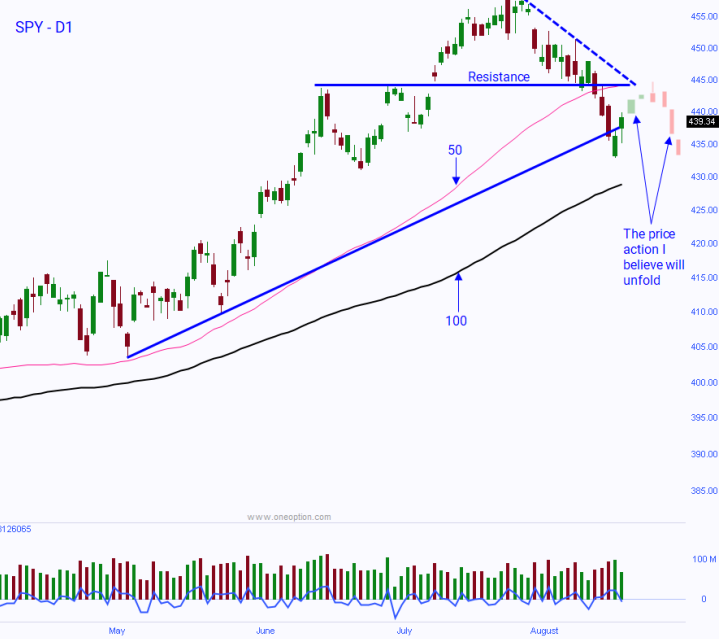 SPY - D1
455.00
450.00
Resistance
445.00
440.00
439.34
50
435.00
430.00
425.00
The price
action I
believe will
unfold
420.00
415.00
410.00
100
405.00
400.00
395.00
390.00
385.00
www.oneoption.com
3126065
100 M
0
May
June
July
August